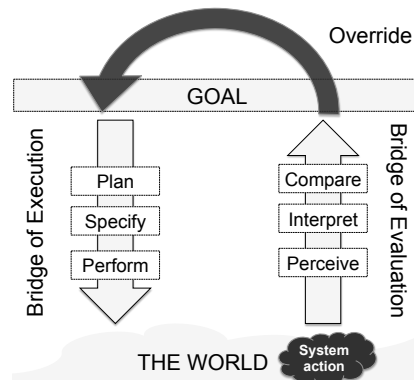 Override
GOAL
Bridge of Execution
Plan
Specify
Perform
Compare
Interpret
Perceive
Bridge of Evaluation
THE WORLD
System
action